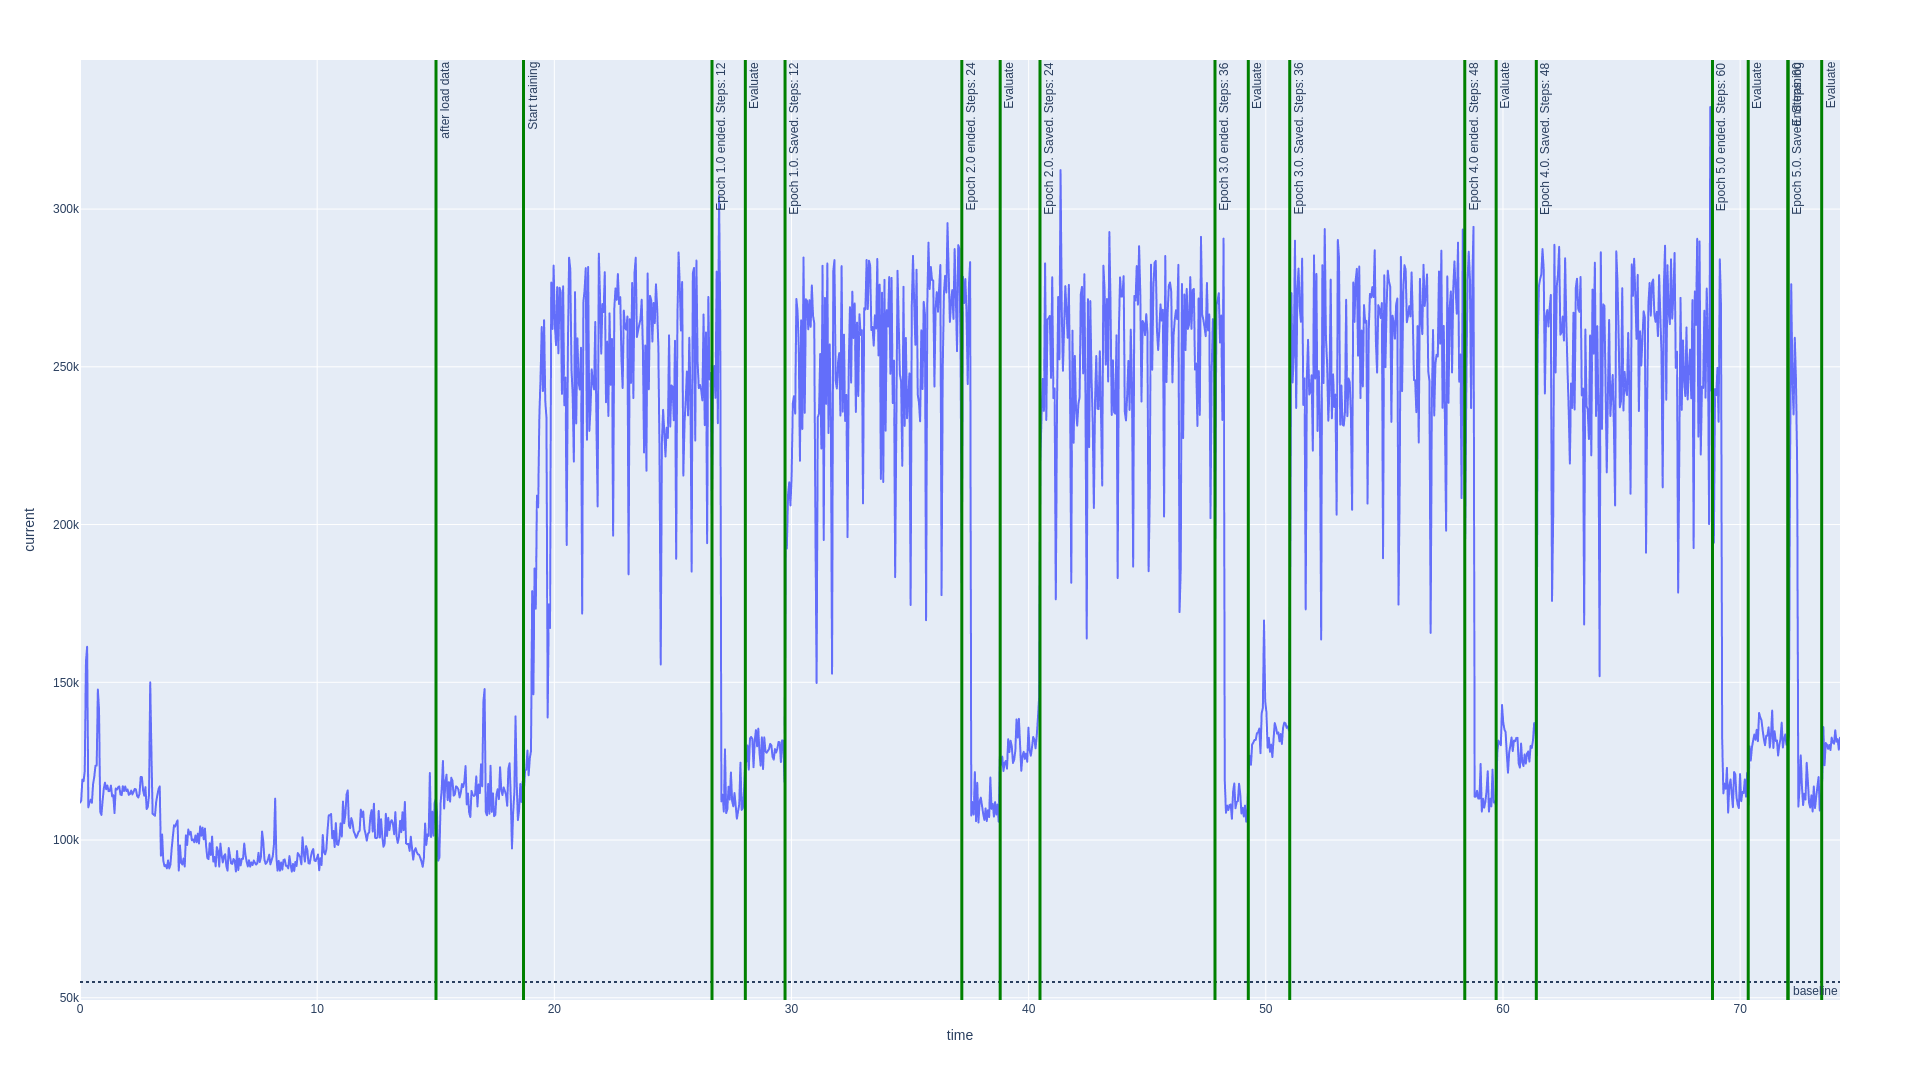 after load data
Start training
Epoch 1.0 ended. Steps: 12
Evaluate
Epoch 1.0. Saved. Steps: 12
Epoch 2.0 ended. Steps: 24
Evaluate
Epoch 2.0. Saved. Steps: 24
Epoch 3.0 ended. Steps: 36
Evaluate
Epoch 3.0. Saved. Steps: 36
Epoch 4.0 ended. Steps: 48
Evaluate
Epoch 4.0. Saved. Steps: 48
Epoch 5.0 ended. Steps: 60
Evaluate
Epoch 5.0. Saved.
Evaluate
300k
250k
200k
150k
100k
50k
current
baseline
0 10 20 30 40 50 60 70
time